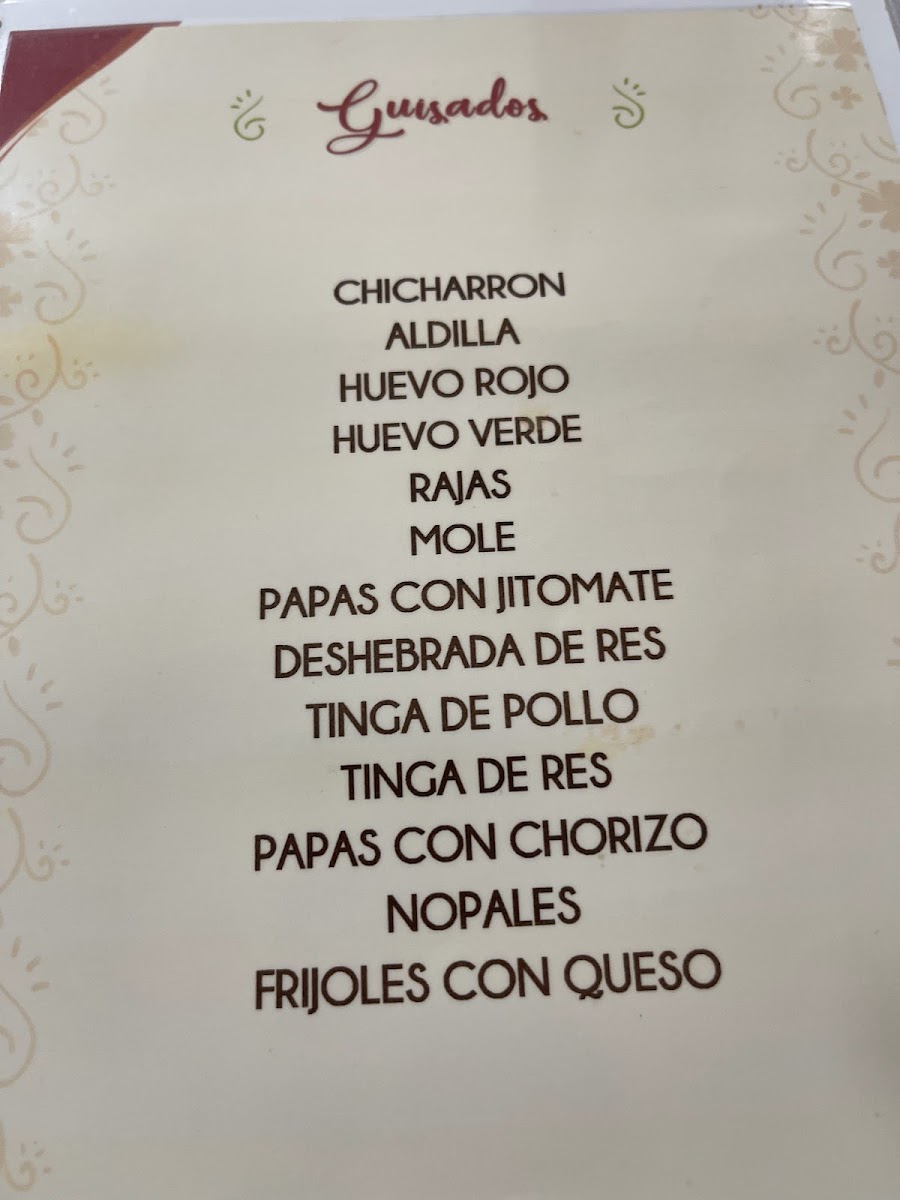 Guisados
CHICHARRON
ALDILLA
HUEVO ROJO
HUEVO VERDE
RAJAS
MOLE
PAPAS CON JITOMATE
DESHEBRADA DE RES
TINGA DE POLLO
TINGA DE RES
PAPAS CON CHORIZO
NOPALES
FRIJOLES CON QUESO